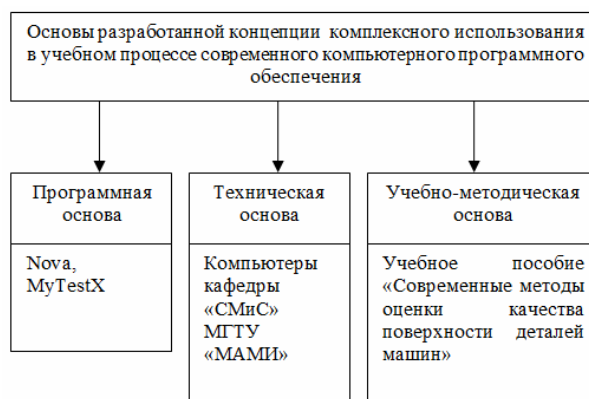 Основы разработанной концепции комплексного использования
в учебном процессе современного компьютерного программного
обеспечения
Программная
основа
Nova,
MyTestX
Техническая
основа
Компьютеры
кафедры
«СМиС»
МГТУ
«МАМИ»
Учебно-методическая
основа
Учебное пособие
«Современные методы
оценки качества
поверхности деталей
машин»